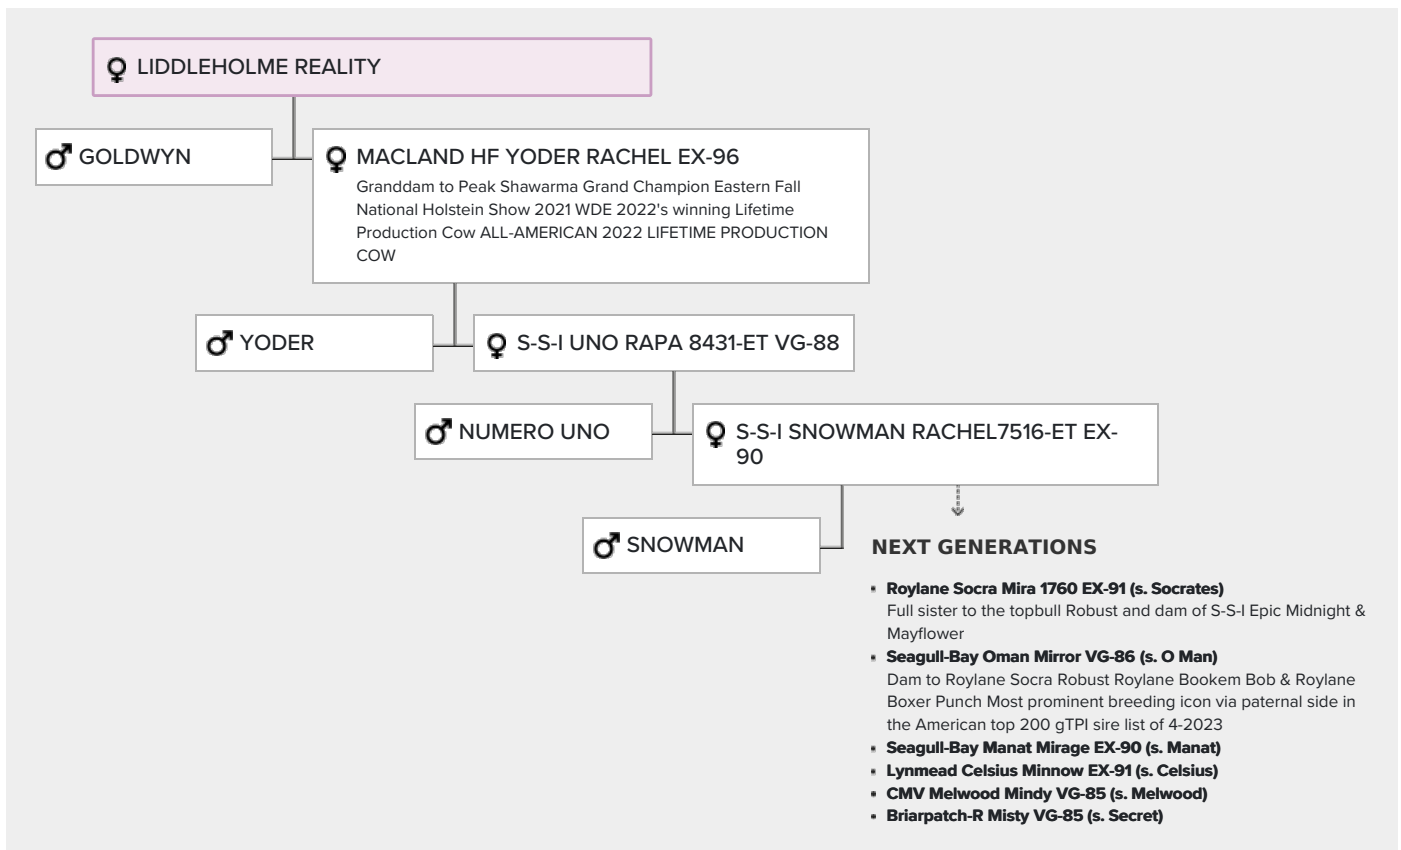 LIDDLEHOLME REALITY
GOLDWYN
MACLAND HF YODER RACHEL EX-96
Granddam to Peak Shawarma Grand Champion Eastern Fall
National Holstein Show 2021 WDE 2022's winning Lifetime
Production Cow ALL-AMERICAN 2022 LIFETIME PRODUCTION
COW
YODER
S-S-I UNO RAPA 8431-ET VG-88
NUMERO UNO
S-S-I SNOWMAN RACHEL7516-ET EX-
90
SNOWMAN
NEXT GENERATIONS
Roylane Socra Mira 1760 EX-91 (s. Socrates)
Full sister to the topbull Robust and dam of S-S-I Epic Midnight &
Mayflower
Seagull-Bay Oman Mirror VG-86 (s. O Man)
Dam to Roylane Socra Robust Roylane Bookem Bob & Roylane
Boxer Punch Most prominent breeding icon via paternal side in
the American top 200 gTPI sire list of 4-2023
Seagull-Bay Manat Mirage EX-90 (s. Manat)
Lynmead Celsius Minnow EX-91 (s. Celsius)
CMV Melwood Mindy VG-85 (s. Melwood)
Briarpatch-R Misty VG-85 (s. Secret)